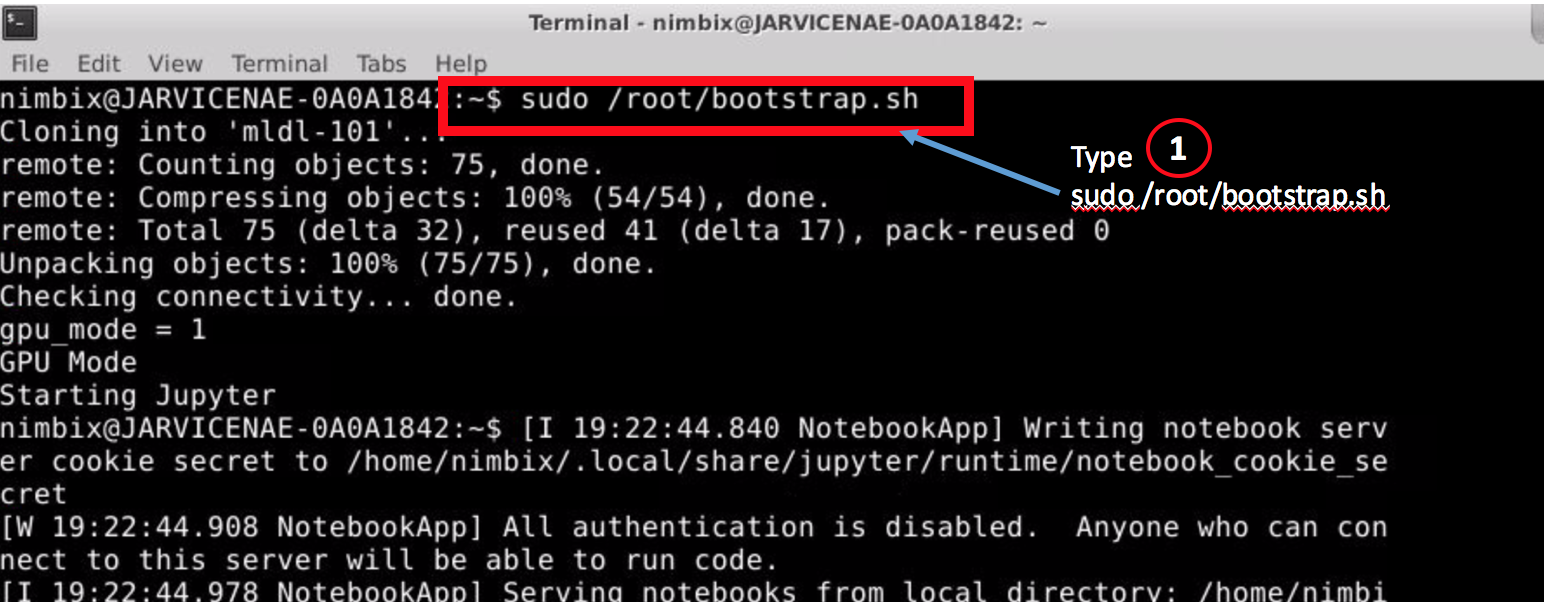 Terminal - nimbix@JARVICENAE-0A0A1842: ~
File Edit View Terminal Tabs Help
nimbix@JARVICENAE-0A0A1842:~$ sudo /root/bootstrap.sh
Cloning into 'mldl-101'...
remote: Counting objects: 75, done.
remote: Compressing objects: 100% (54/54), done.
remote: Total 75 (delta 32), reused 41 (delta 17), pack-reused 0
Unpacking objects: 100% (75/75), done.
Checking connectivity... done.
gpu_mode = 1
GPU Mode
Starting Jupyter
nimbix@JARVICENAE-0A0A1842:~$ [I 19:22:44.840 NotebookApp] Writing notebook serv
er cookie secret to /home/nimbix/.local/share/jupyter/runtime/notebook_cookie_se
cret
[W 19:22:44.908 NotebookApp] All authentication is disabled.  Anyone who can con
nect to this server will be able to run code.
[I 19:22:44.978 NotebookApp] Serving notebooks from local directory: /home/nimbi
Type 1
sudo /root/bootstrap.sh